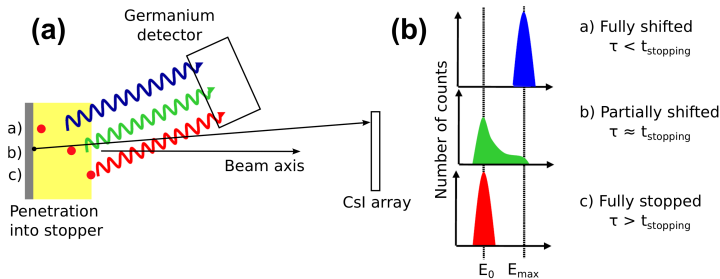 (a)
Germanium
detector
a)
b)
c)
Beam axis
CsI array
Penetration
into stopper
(b)
Number of counts
E0
Emax
a) Fully shifted
τ < tstopping
b) Partially shifted
τ ≈ tstopping
c) Fully stopped
τ > tstopping